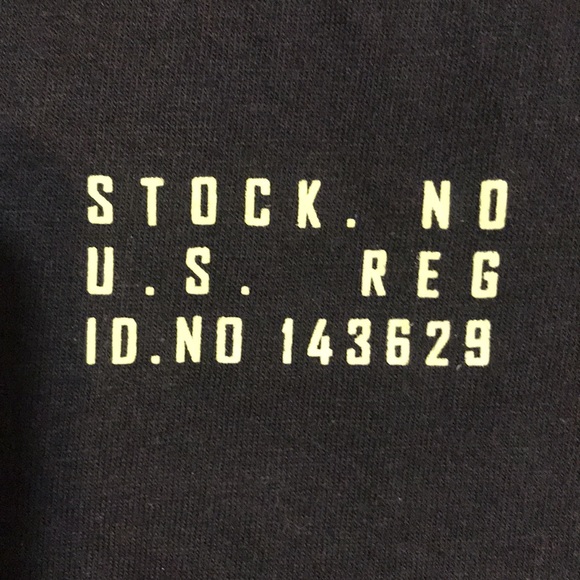 STOCK. NO
U.S. REG
ID.NO 143629